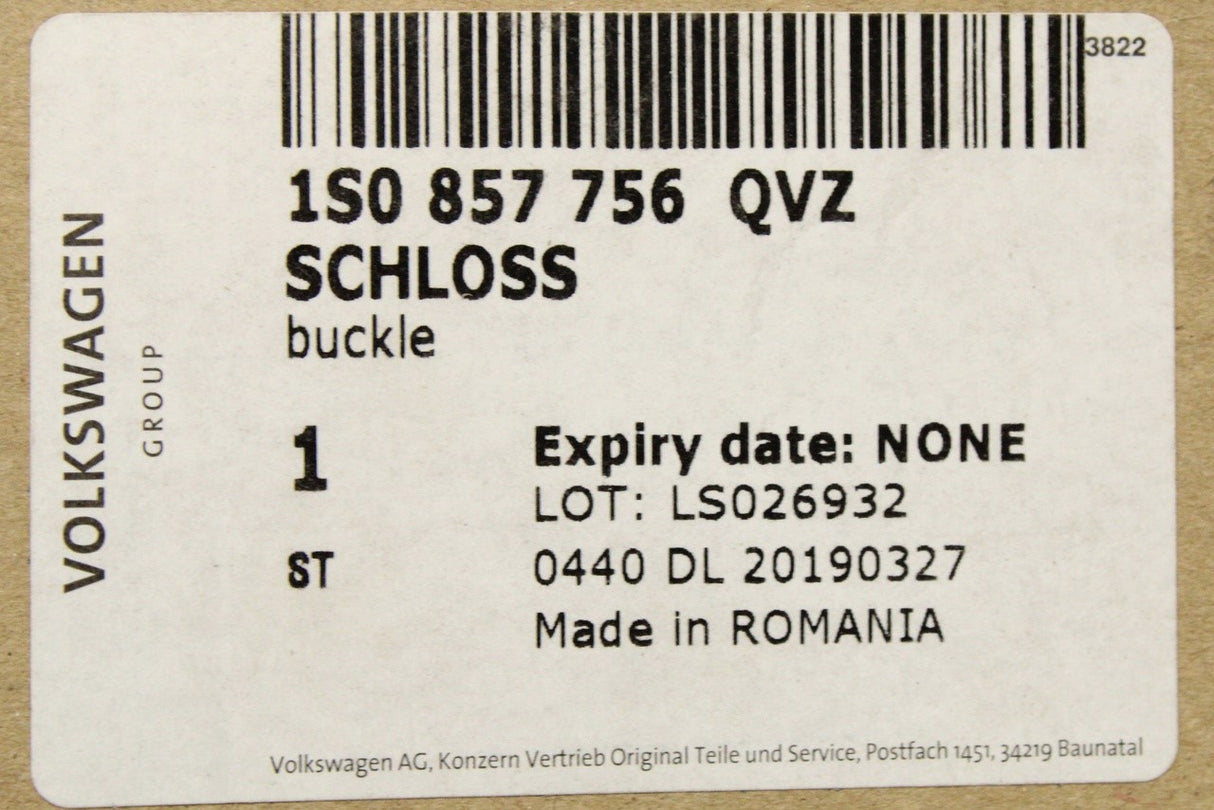 3822
1S0 857 756 QVZ
SCHLOSS
buckle
1
Expiry date: NONE
LOT: LS026932
ST
0440 DL 20190327
Made in ROMANIA
VOLKSWAGEN
GROUP
Volkswagen AG, Konzern Vertrieb Original Teile und Service, Postfach 1451, 34219 Baunatal